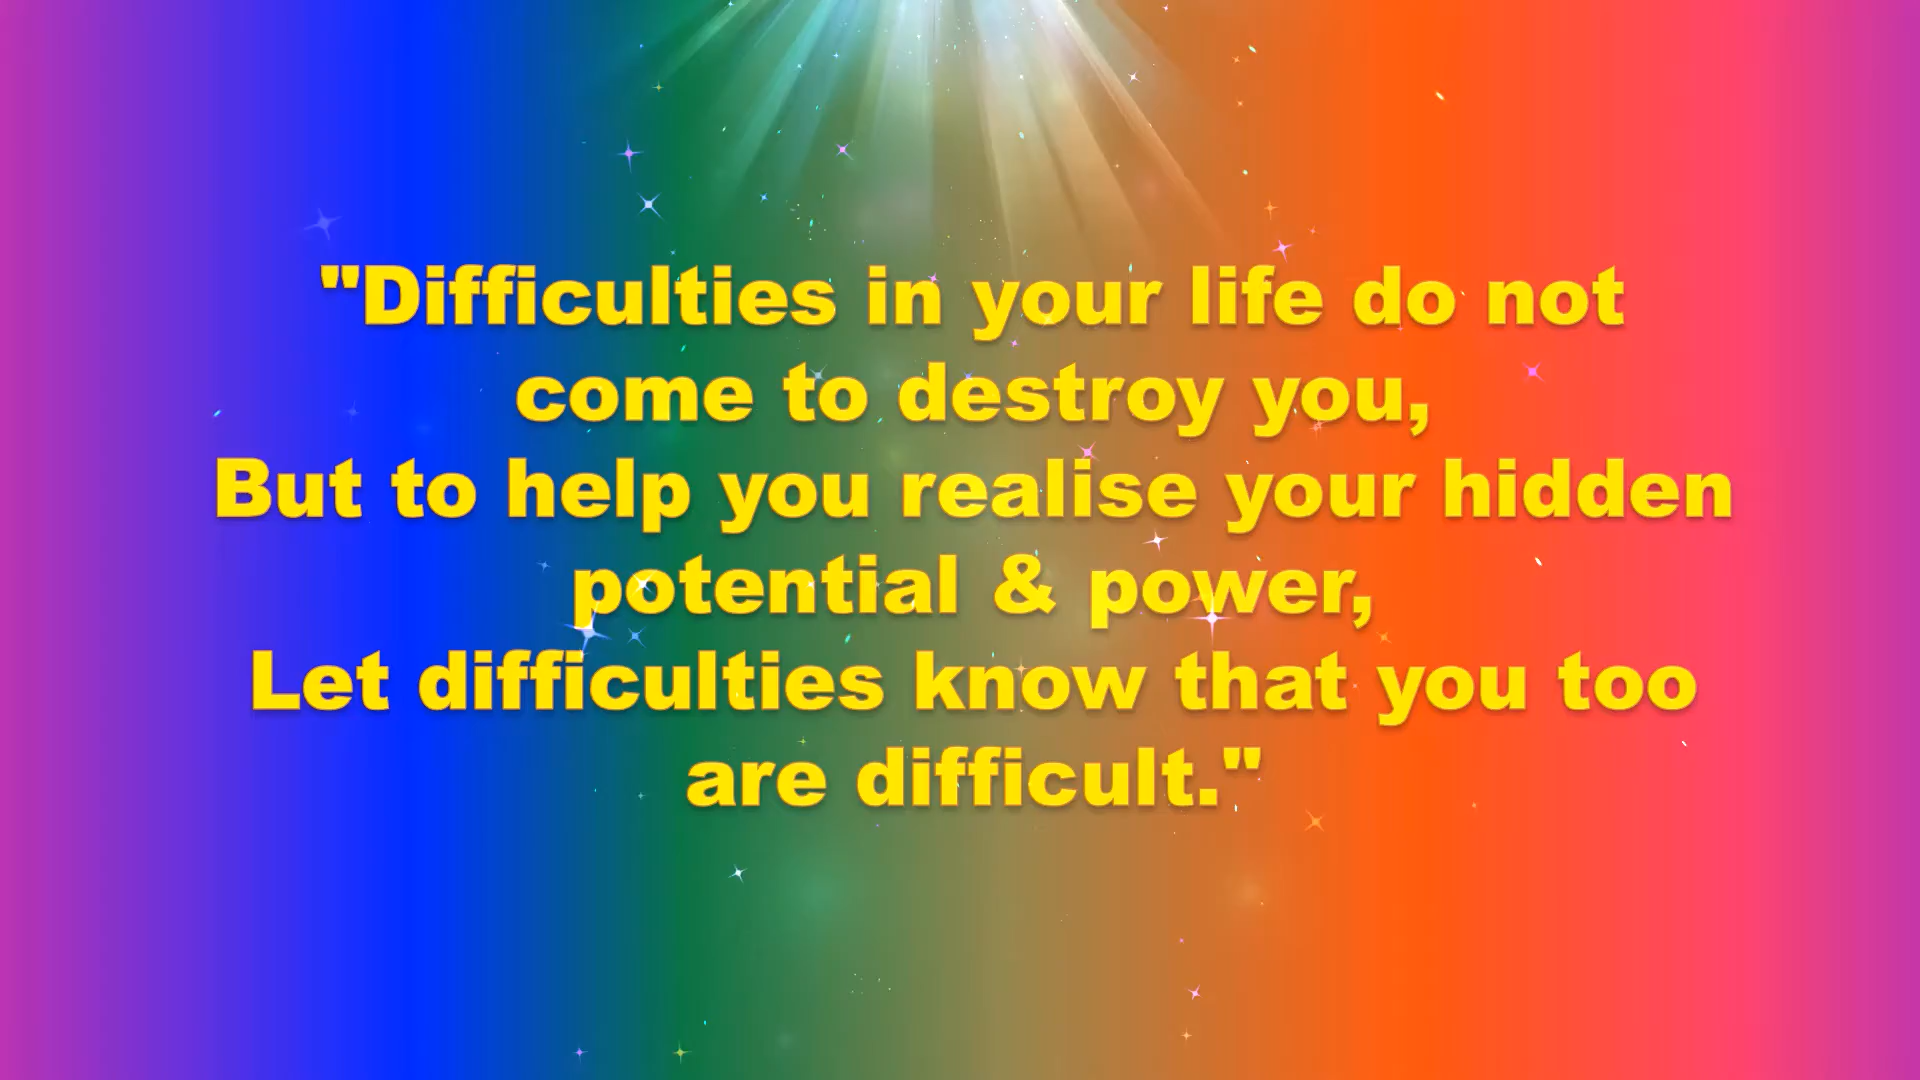 "Difficulties in your life do not
come to destroy you,
But to help you realise your hidden
potential & power,
Let difficulties know that you too
are difficult."